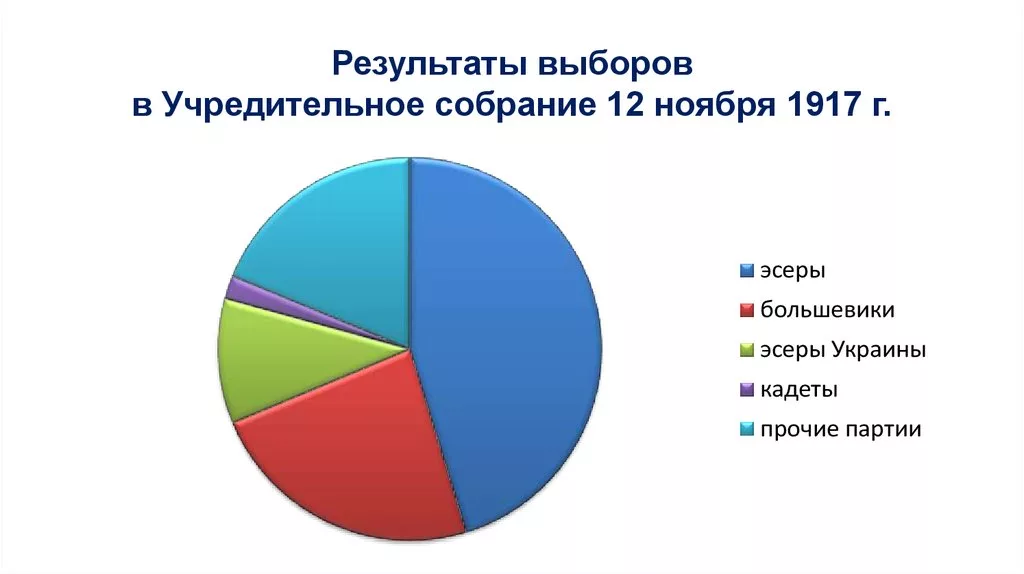 Результаты выборов
в Учредительное собрание 12 ноября 1917 г.
эсеры
большевики
эсеры Украины
кадеты
прочие партии